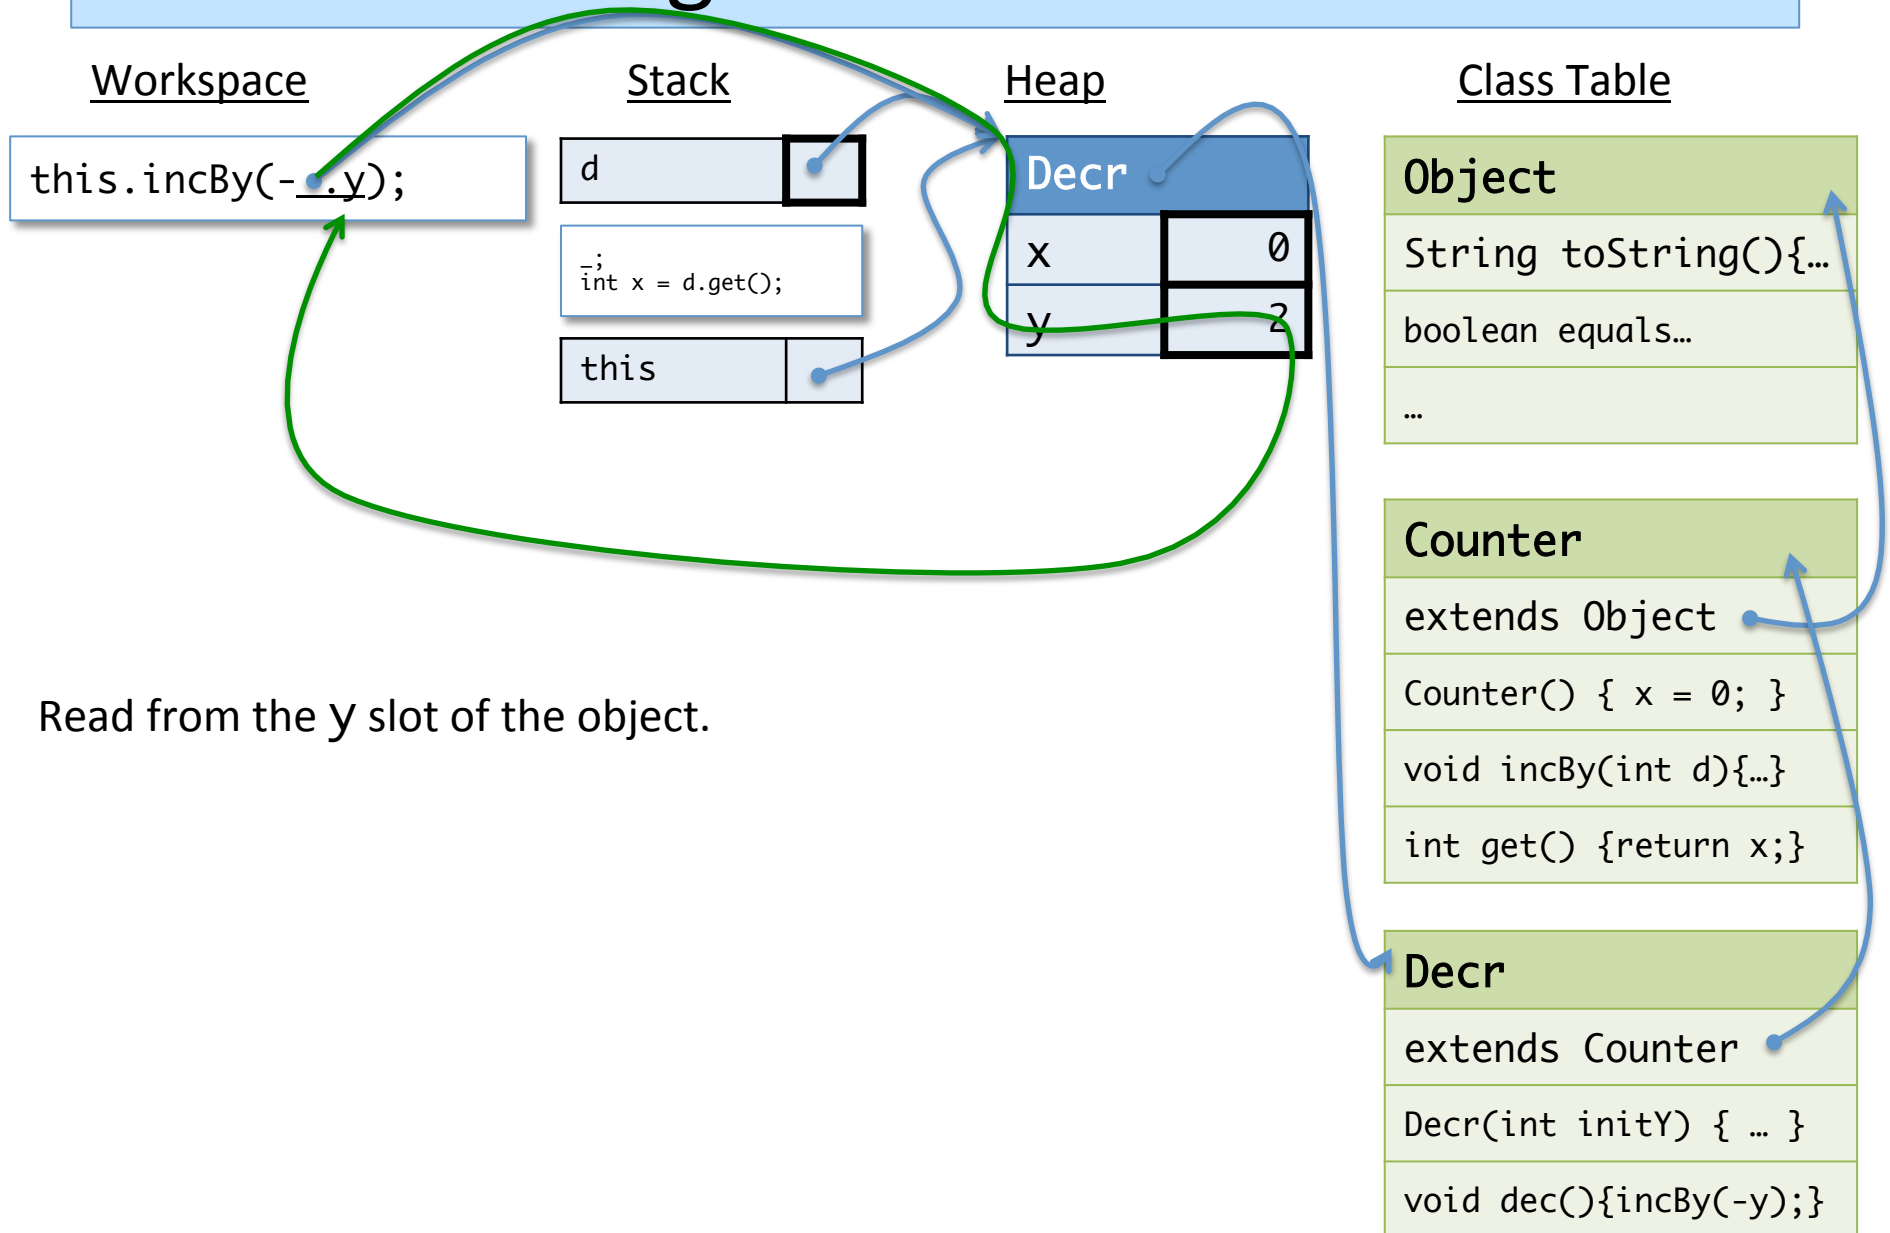 Workspace
Stack
Heap
Class Table
this.incBy(- .y);
d
_;
int x = d.get();
this
Decr
x 0
y 2
Object
String toString(){…
boolean equals…
…
Counter
extends Object
Counter() { x = 0; }
void incBy(int d){…}
int get() {return x;}
Decr
extends Counter
Decr(int initY) { … }
void dec(){incBy(-y);}
Read from the y slot of the object.